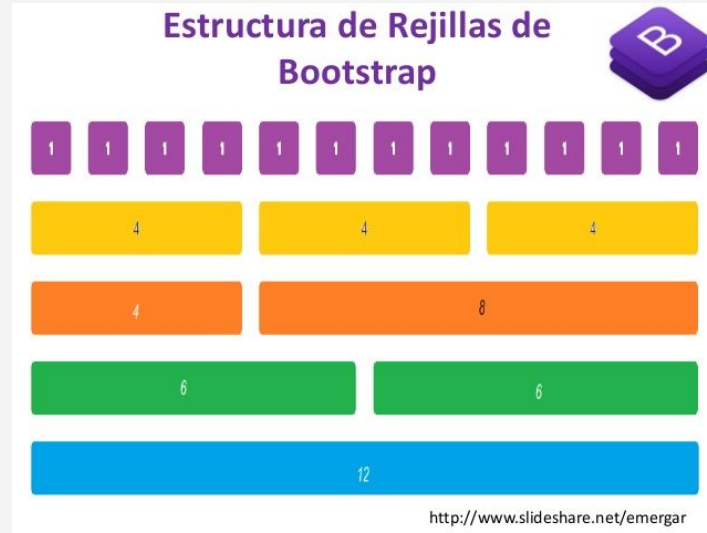 Estructura de Rejillas de
Bootstrap
B
1 1 1 1 1 1 1 1 1 1 1 1
4 4 4
4 8
6 6
12
http://www.slideshare.net/emergar